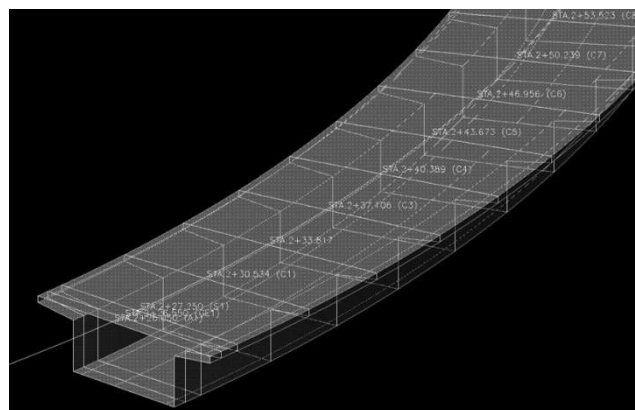 STA.2+53.523 (C8
STA.2+50.239 (C7)
STA.2+46.956 (C6)
STA.2+43.673 (C5)
STA.2+40.389 (C4)
STA.2+37.106 (C3)
STA.2+33.817
STA.2+30.534 (C1)
STA.2+27.250 (S1)